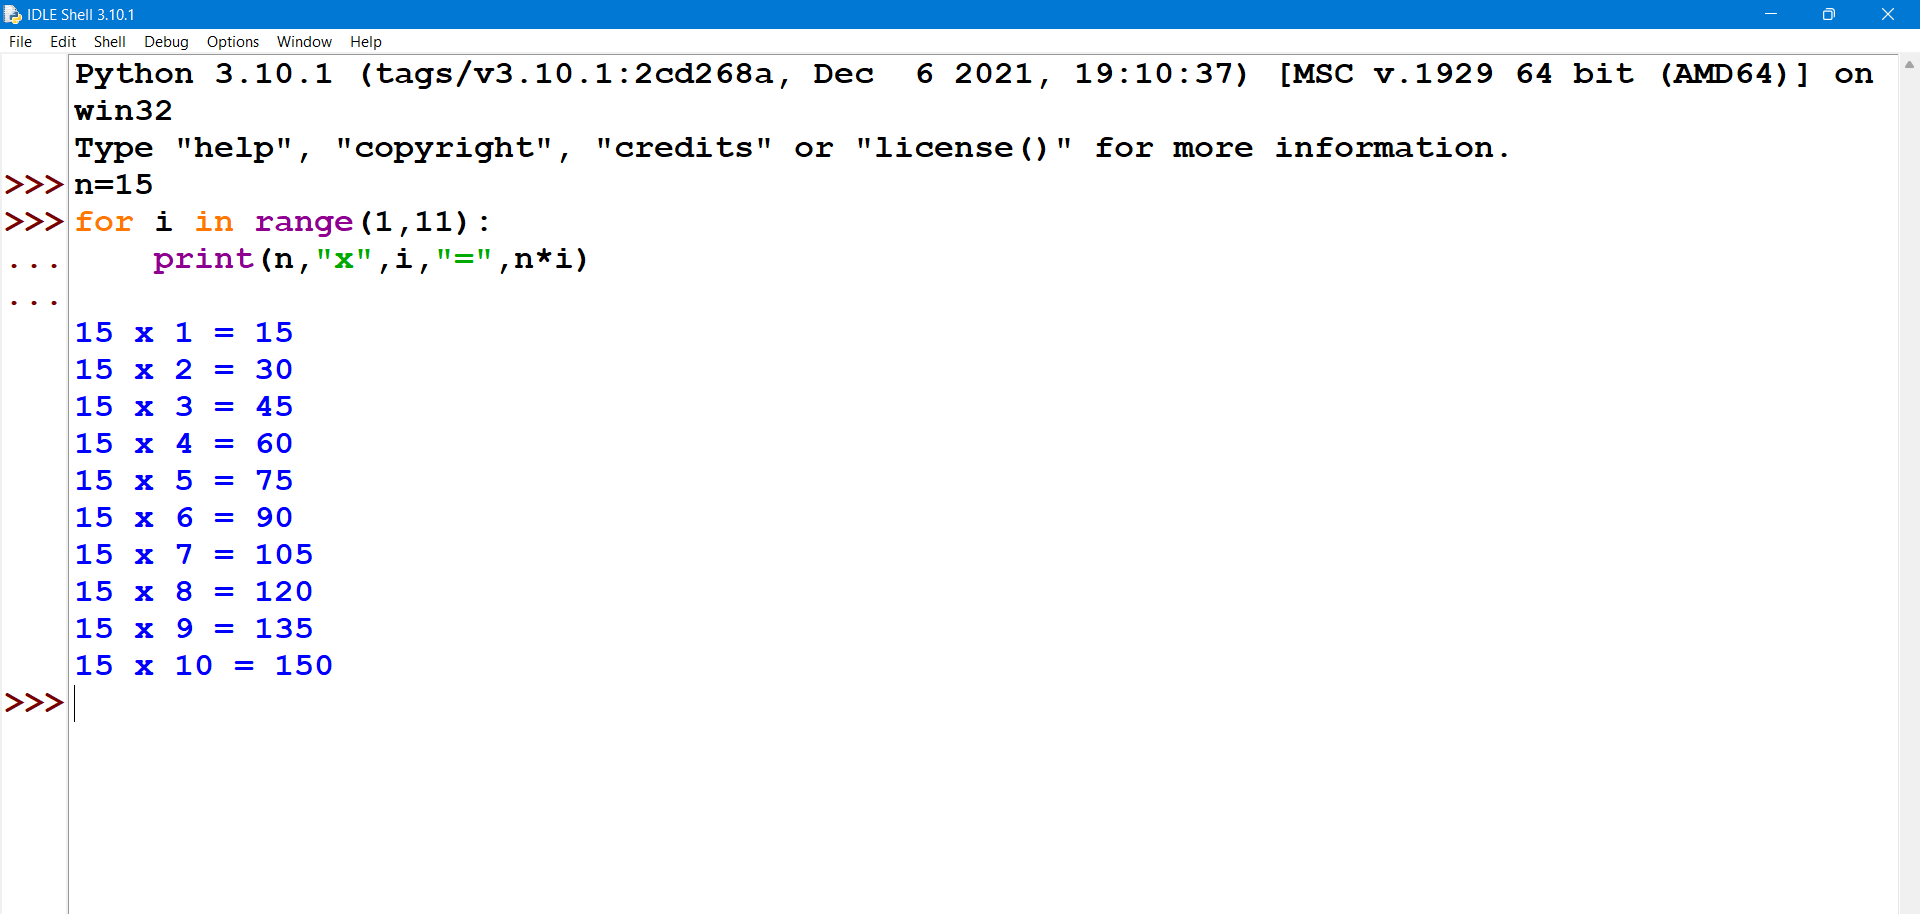 IDLE Shell 3.10.1
File Edit Shell Debug Options Window Help
Python 3.10.1 (tags/v3.10.1:2cd268a, Dec  6 2021, 19:10:37) [MSC v.1929 64 bit (AMD64)] on
win32
Type "help", "copyright", "credits" or "license()" for more information.
>>> n=15
>>> for i in range(1,11):
...     print(n,"x",i,"=",n*i)
...
15 x 1 = 15
15 x 2 = 30
15 x 3 = 45
15 x 4 = 60
15 x 5 = 75
15 x 6 = 90
15 x 7 = 105
15 x 8 = 120
15 x 9 = 135
15 x 10 = 150
>>>